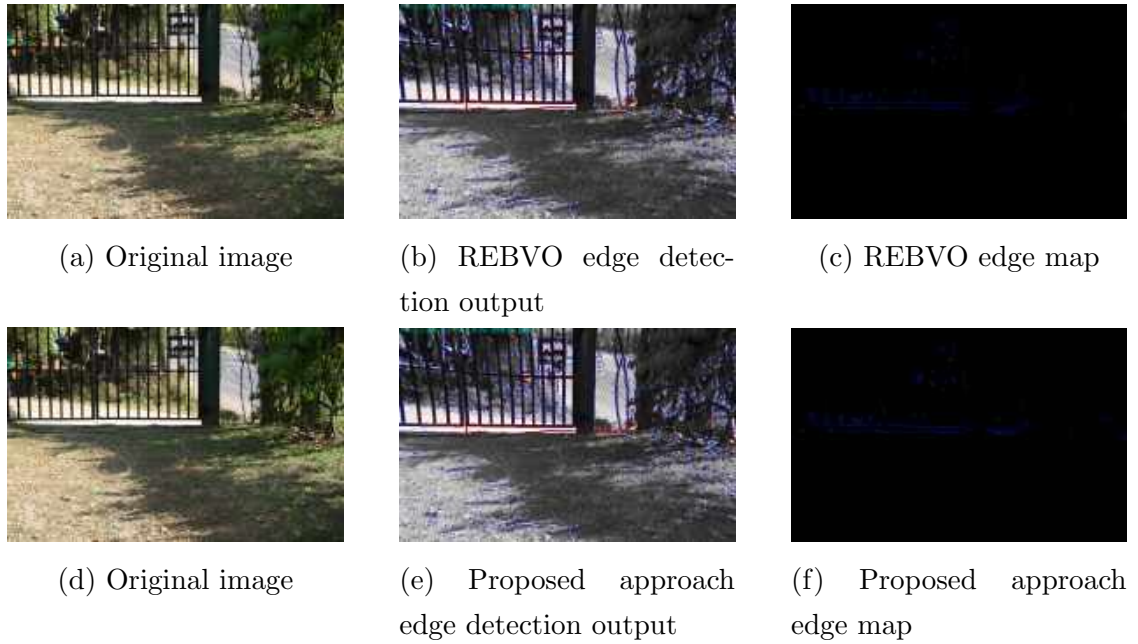 (a) Original image
(b) REBVO edge detec-
tion output
(c) REBVO edge map
(d) Original image
(e) Proposed approach
edge detection output
(f) Proposed approach
edge map